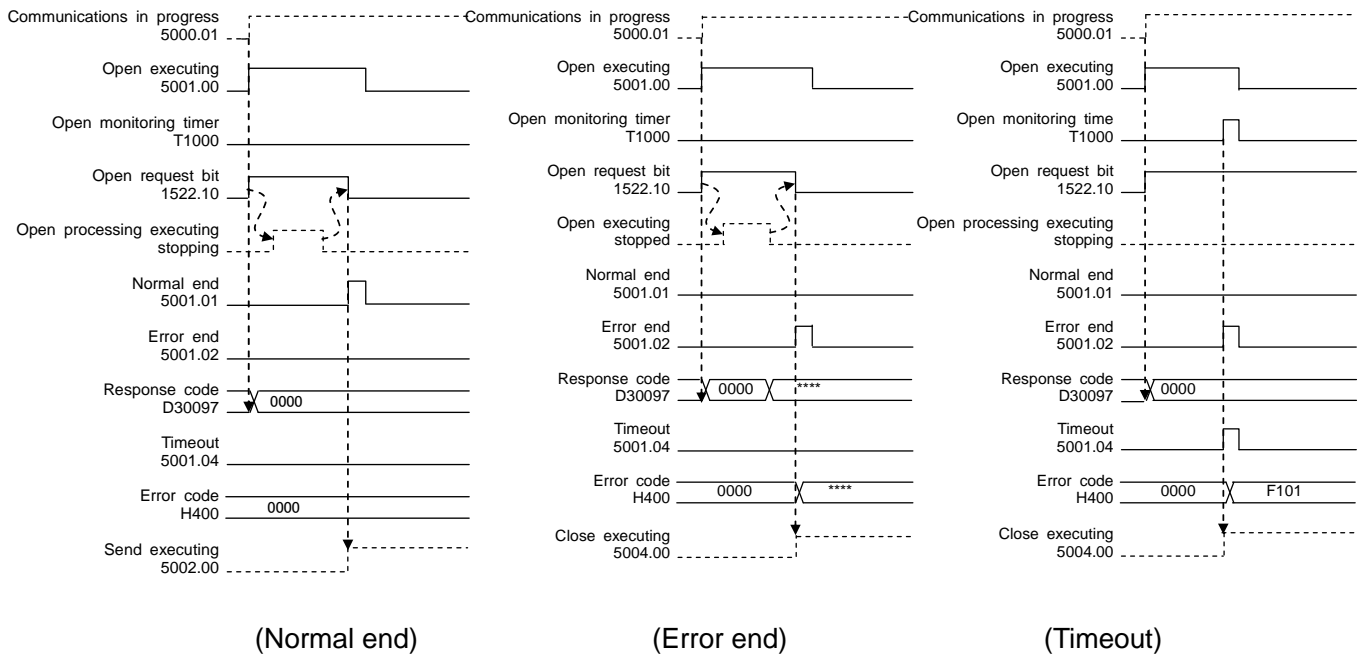 Communications in progress
5000.01
Open executing
5001.00
Open monitoring timer
T1000
Open request bit
1522.10
Open processing executing
stopping
Normal end
5001.01
Error end
5001.02
Response code
D30097
0000
Timeout
5001.04
Error code
H400
0000
Send executing
5002.00
(Normal end)
Communications in progress
5000.01
Open executing
5001.00
Open monitoring timer
T1000
Open request bit
1522.10
Open executing
stopped
Normal end
5001.01
Error end
5001.02
Response code
D30097
0000 ****
Timeout
5001.04
Error code
H400
0000 ****
Close executing
5004.00
(Error end)
Communications in progress
5000.01
Open executing
5001.00
Open monitoring time
T1000
Open request bit
1522.10
Open processing executing
stopping
Normal end
5001.01
Error end
5001.02
Response code
D30097
0000
Timeout
5001.04
Error code
H400
0000 F101
Close executing
5004.00
(Timeout)